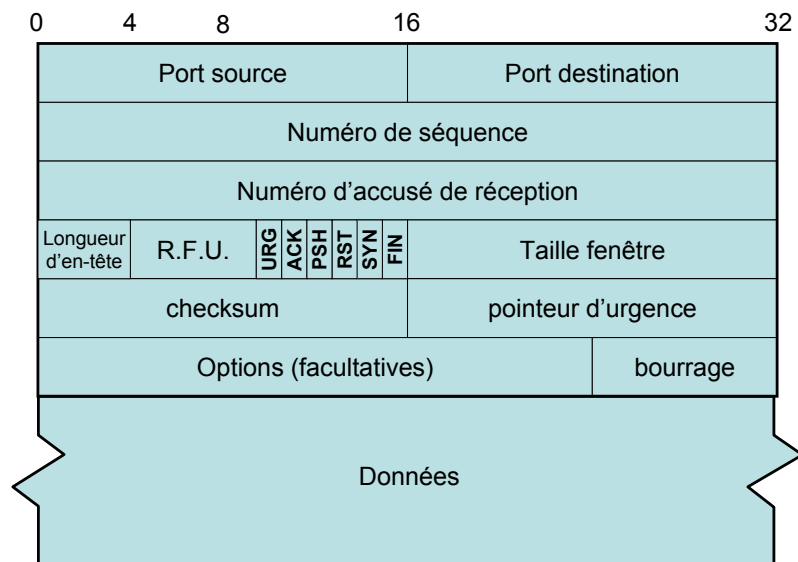 0 4 8 16 32
Port source Port destination
Numéro de séquence
Numéro d’accusé de réception
Longueur
d’en-tête
R.F.U. URG ACK PSH RST SYN FIN Taille fenêtre
checksum pointeur d’urgence
Options (facultatives) bourrage
Données